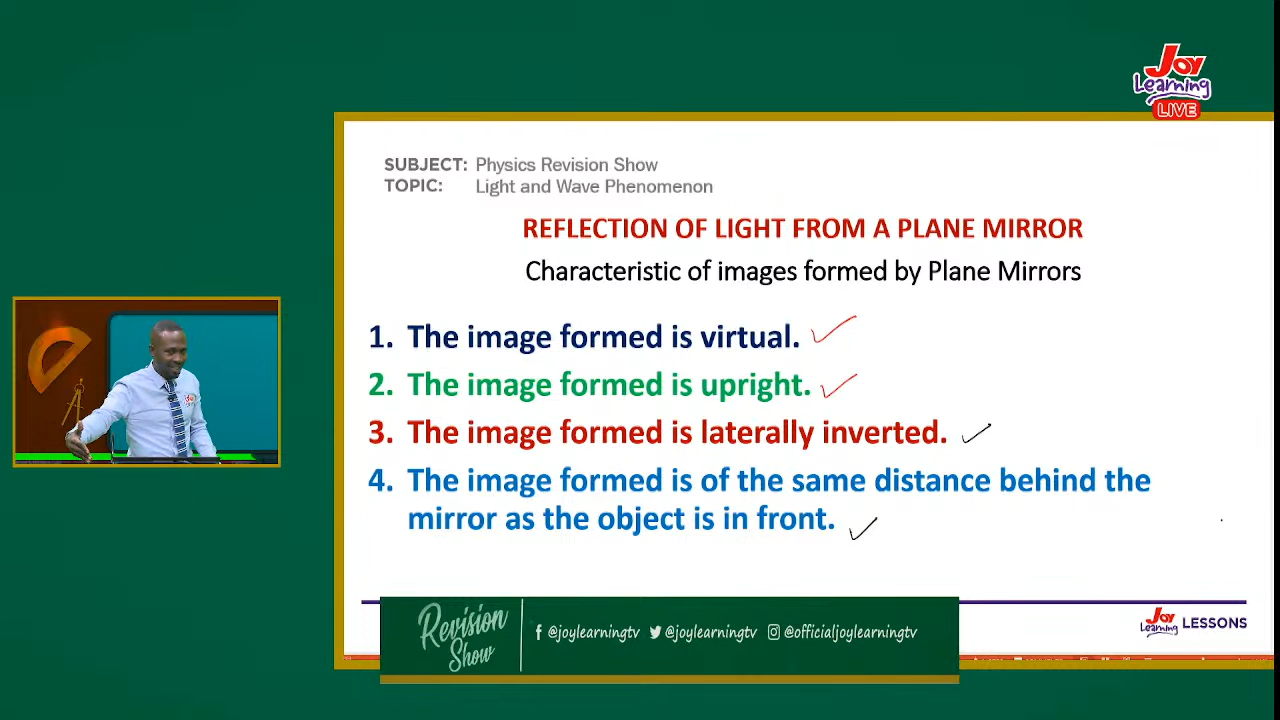 Joy
Learning
LIVE
SUBJECT: Physics Revision Show
TOPIC: Light and Wave Phenomenon
REFLECTION OF LIGHT FROM A PLANE MIRROR
Characteristic of images formed by Plane Mirrors
1. The image formed is virtual.
2. The image formed is upright.
3. The image formed is laterally inverted.
4. The image formed is of the same distance behind the
mirror as the object is in front.
Revision
Show
@joylearningtv @joylearningtv @officialjoylearningtv
Joy
Learning LESSONS